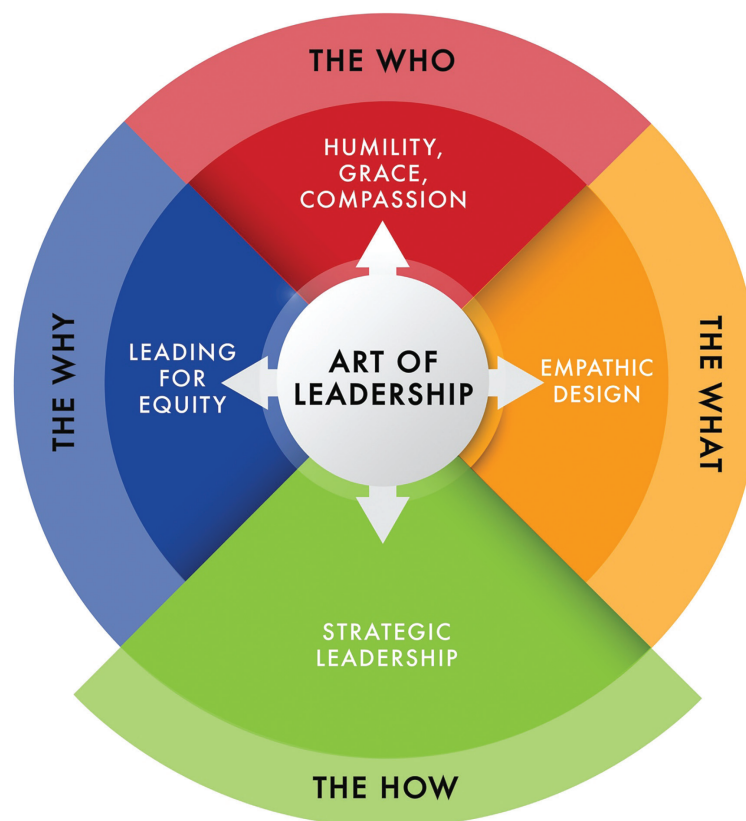 THE WHO
HUMILITY,
GRACE,
COMPASSION
THE WHY
LEADING
FOR
EQUITY
ART OF
LEADERSHIP
EMPATHIC
DESIGN
THE WHAT
STRATEGIC
LEADERSHIP
THE HOW